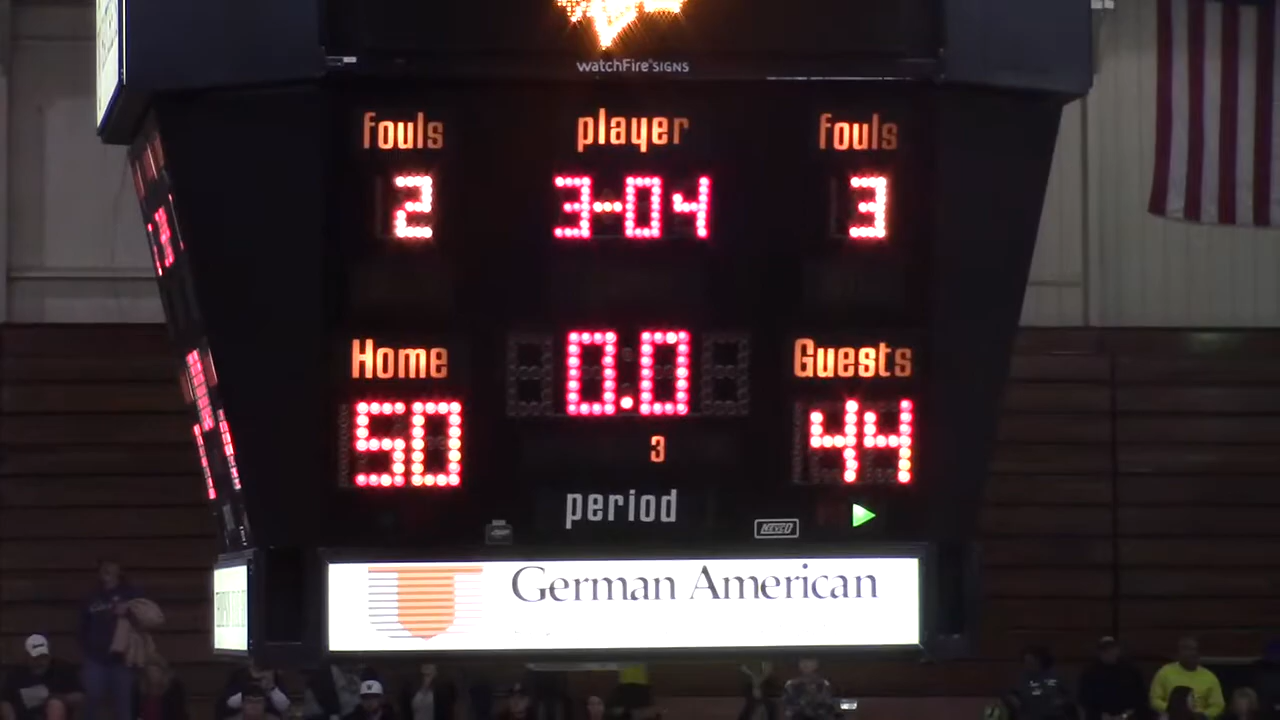 watchFire SIGNS
fouls player fouls
2 3-04 3
Home 0.0 Guests
50 44
3
period
NEVCO
German American